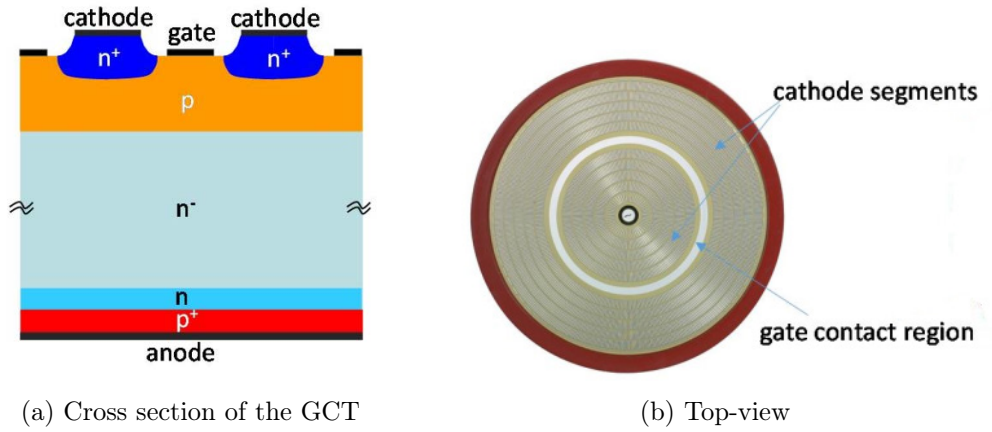 cathode
gate
cathode
n+
n+
p
n-
n
p+
anode
cathode segments
gate contact region
(a) Cross section of the GCT
(b) Top-view